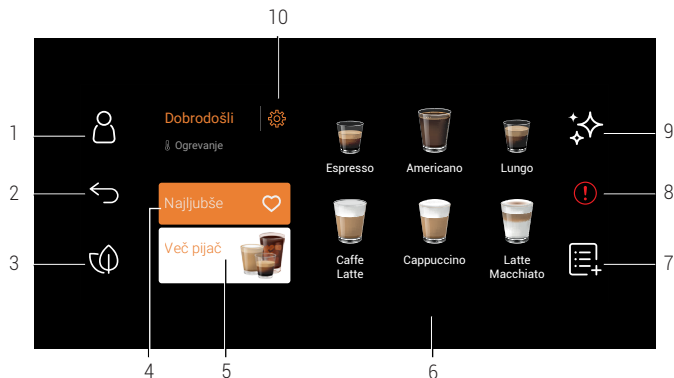 10
Dobrodošli
Ogrevanje
1
2
3
Najljubše
Več pijač
Espresso
Americano
Lungo
Caffe
Latte
Cappuccino
Latte
Macchiato
9
8
7
4
5
6